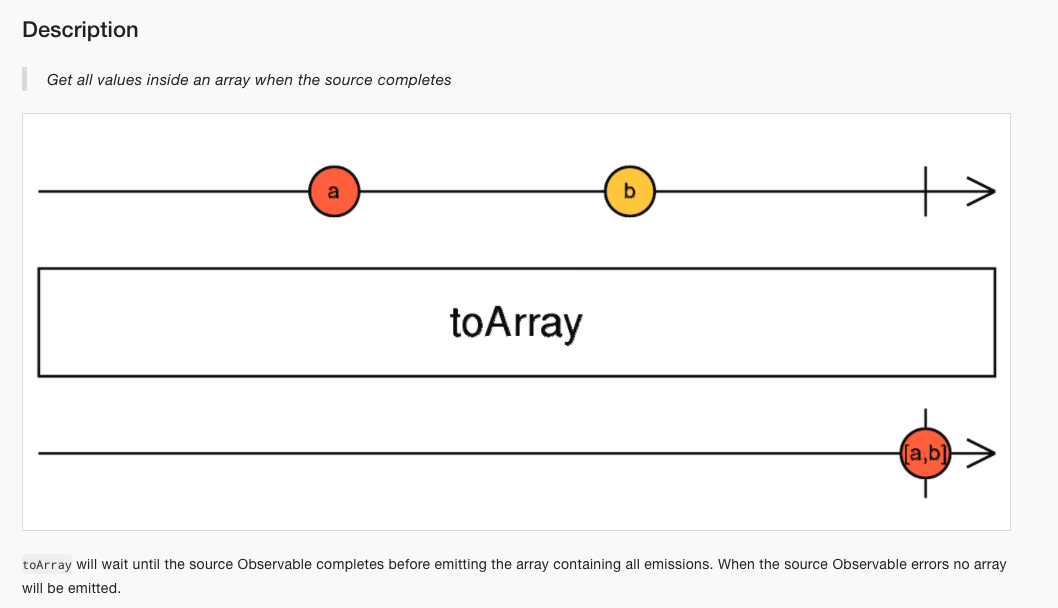 Description
Get all values inside an array when the source completes
a
b
toArray
[a,b]
toArray will wait until the source Observable completes before emitting the array containing all emissions. When the source Observable errors no array
will be emitted.